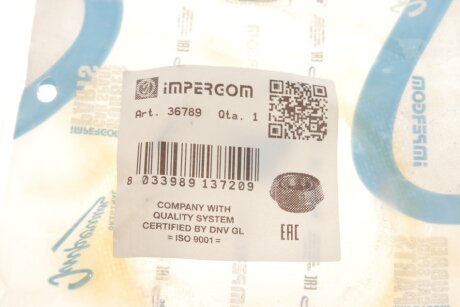 impergom
Art. 36789 Qta. 1
8 033989 137209
COMPANY WITH
QUALITY SYSTEM
CERTIFIED BY DNV GL
= ISO 9001 =
EAC
impergom